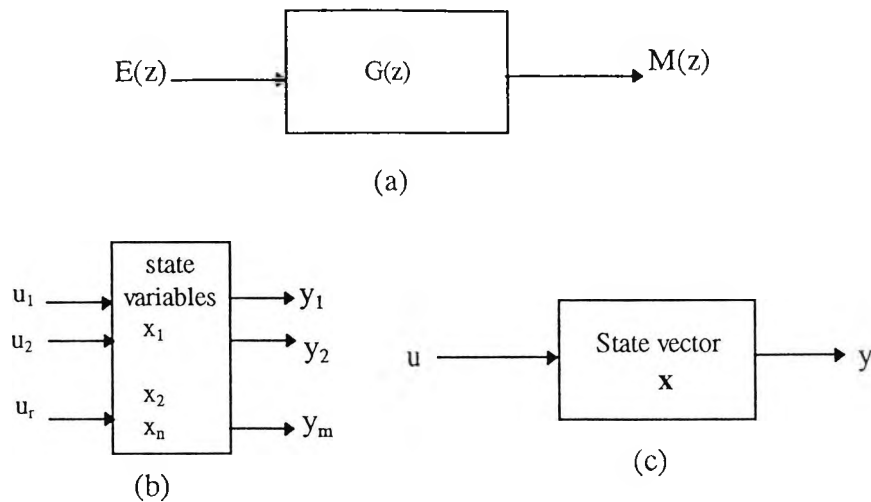 E(z)
G(z)
M(z)
(a)
state
variables
u₁
y₁
u₂
x₁
y₂
x₂
uᵣ
xₙ
yₘ
(b)
u
State vector
x
y
(c)